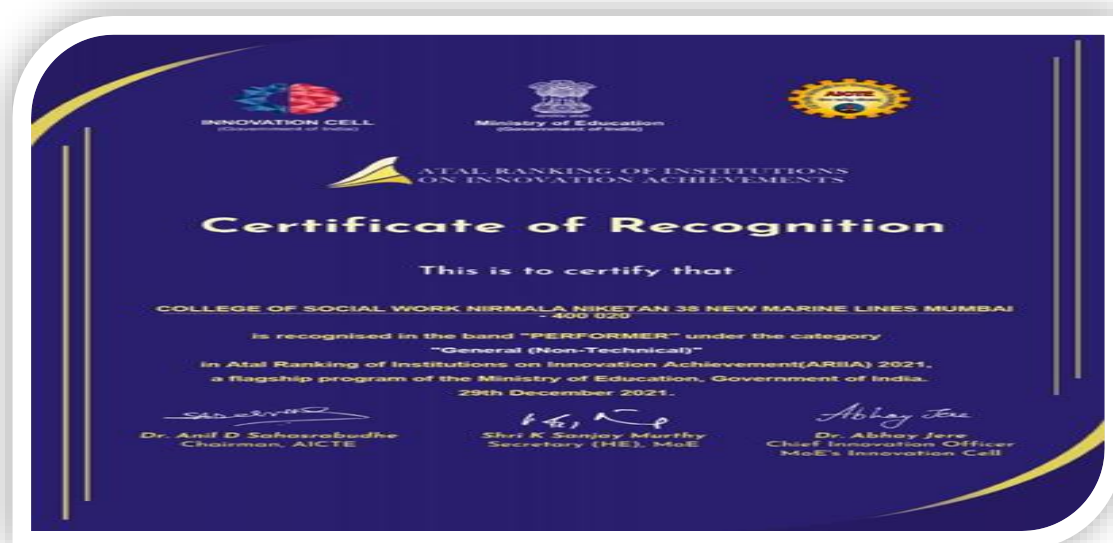 INNOVATION CELL
(Government of India)
Ministry of Education
(Government of India)
AICTE
ATAL RANKING OF INSTITUTIONS
ON INNOVATION ACHIEVEMENTS
Certificate of Recognition
This is to certify that
COLLEGE OF SOCIAL WORK NIRMALA NIKETAN 38 NEW MARINE LINES MUMBAI
- 400 020
is recognised in the band "PERFORMER" under the category
"General (Non-Technical)"
in Atal Ranking of Institutions on Innovation Achievement(ARIIA) 2021,
a flagship program of the Ministry of Education, Government of India.
29th December 2021.
Abhay Jere
Dr. Anil D Sahasrabudhe
Chairman, AICTE
Shri K Sanjay Murthy
Secretary (HE), MoE
Dr. Abhay Jere
Chief Innovation Officer
MoE's Innovation Cell